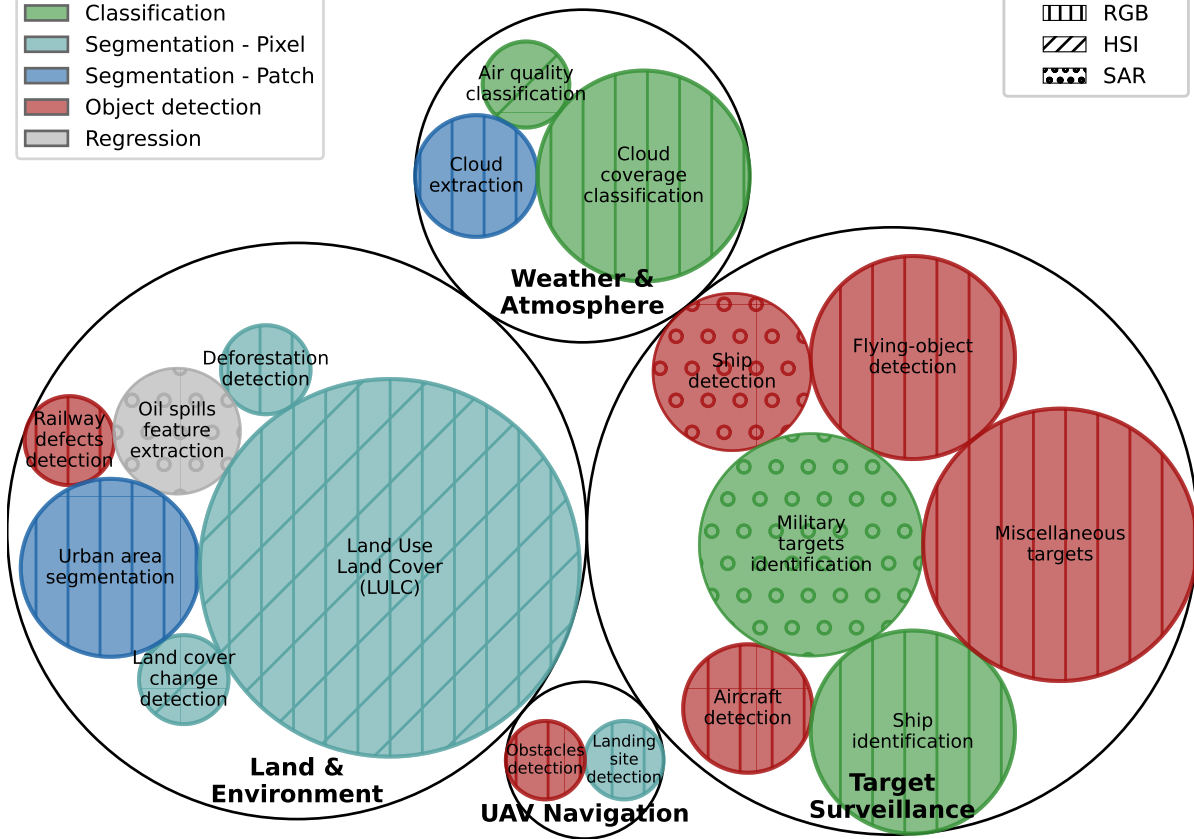 Classification
Segmentation - Pixel
Segmentation - Patch
Object detection
Regression
RGB
HSI
SAR
Air quality
classification
Cloud
extraction
Cloud
coverage
classification
Weather &
Atmosphere
Deforestation
detection
Railway
defects
detection
Oil spills
feature
extraction
Urban area
segmentation
Land Use
Land Cover
(LULC)
Land cover
change
detection
Land &
Environment
Ship
detection
Flying-object
detection
Military
targets
identification
Miscellaneous
targets
Aircraft
detection
Ship
identification
Target
Surveillance
Obstacles
detection
Landing
site
detection
UAV Navigation